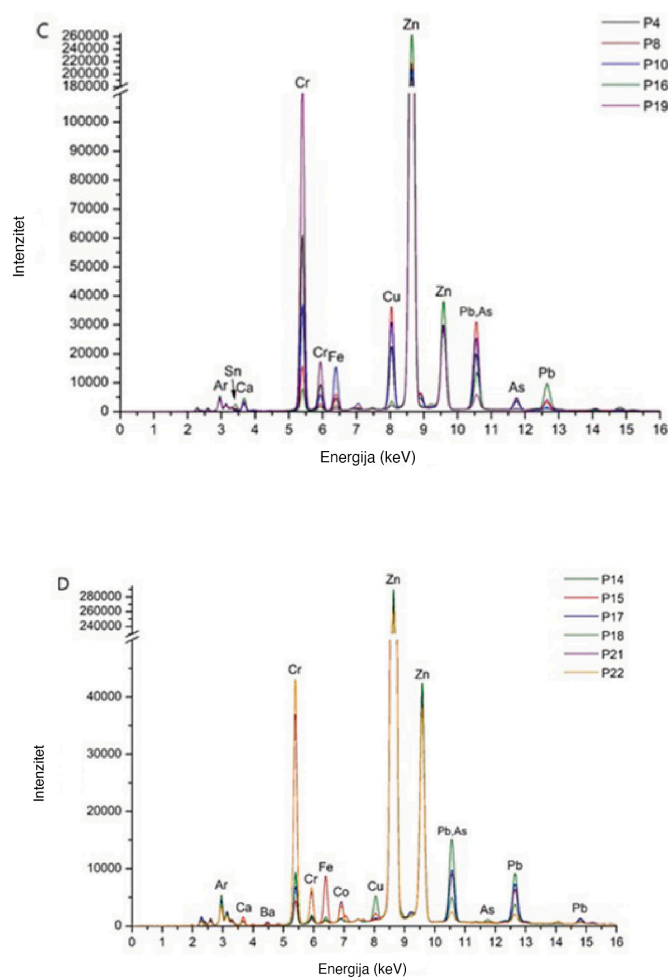 C
P4
P8
P10
P16
P19
260000
240000
220000
200000
180000
100000
90000
80000
70000
60000
50000
40000
30000
20000
10000
0
Intenzitet
Zn
Cr
Cu
Zn
Pb,As
Cr Fe
Sn
Ar Ca
As
Pb
0 1 2 3 4 5 6 7 8 9 10 11 12 13 14 15 16
Energija (keV)
D
P14
P15
P17
P18
P21
P22
280000
260000
240000
40000
30000
20000
10000
0
Intenzitet
Zn
Cr
Zn
Pb,As
Ar
Ca
Ba
Cr
Fe
Co
Cu
As
Pb
Pb
0 1 2 3 4 5 6 7 8 9 10 11 12 13 14 15 16
Energija (keV)